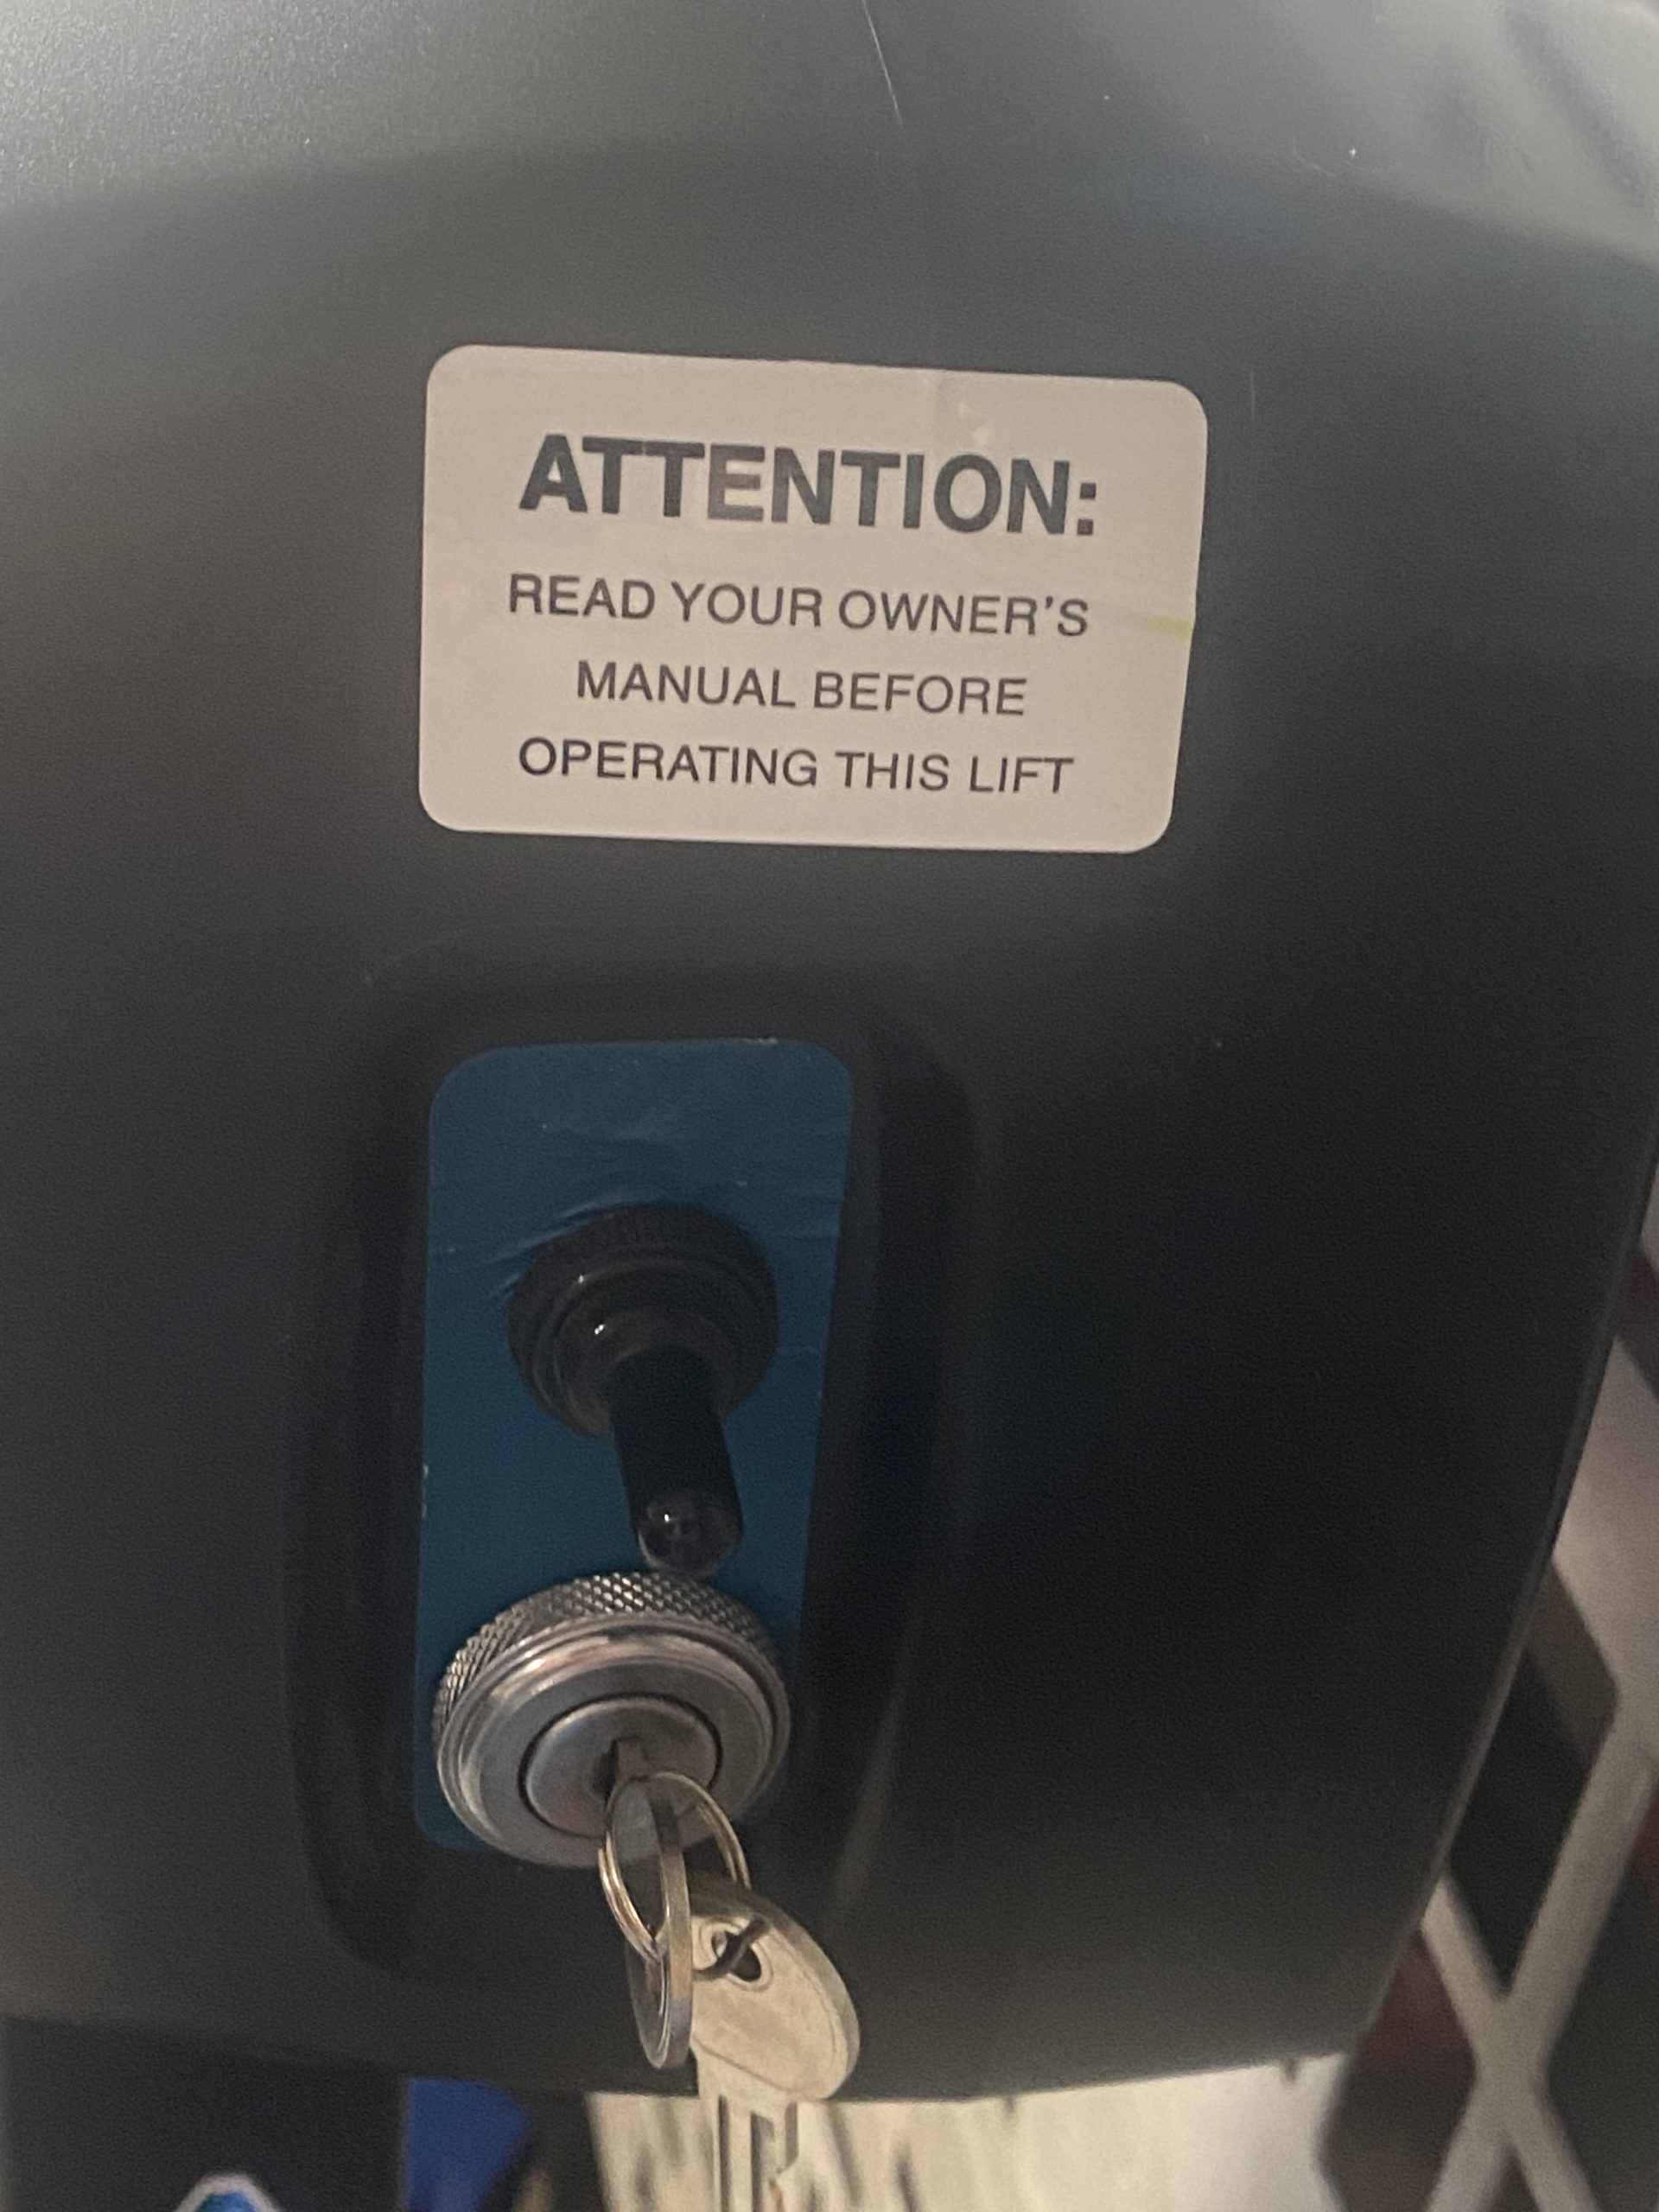 ATTENTION:
READ YOUR OWNER'S
MANUAL BEFORE
OPERATING THIS LIFT